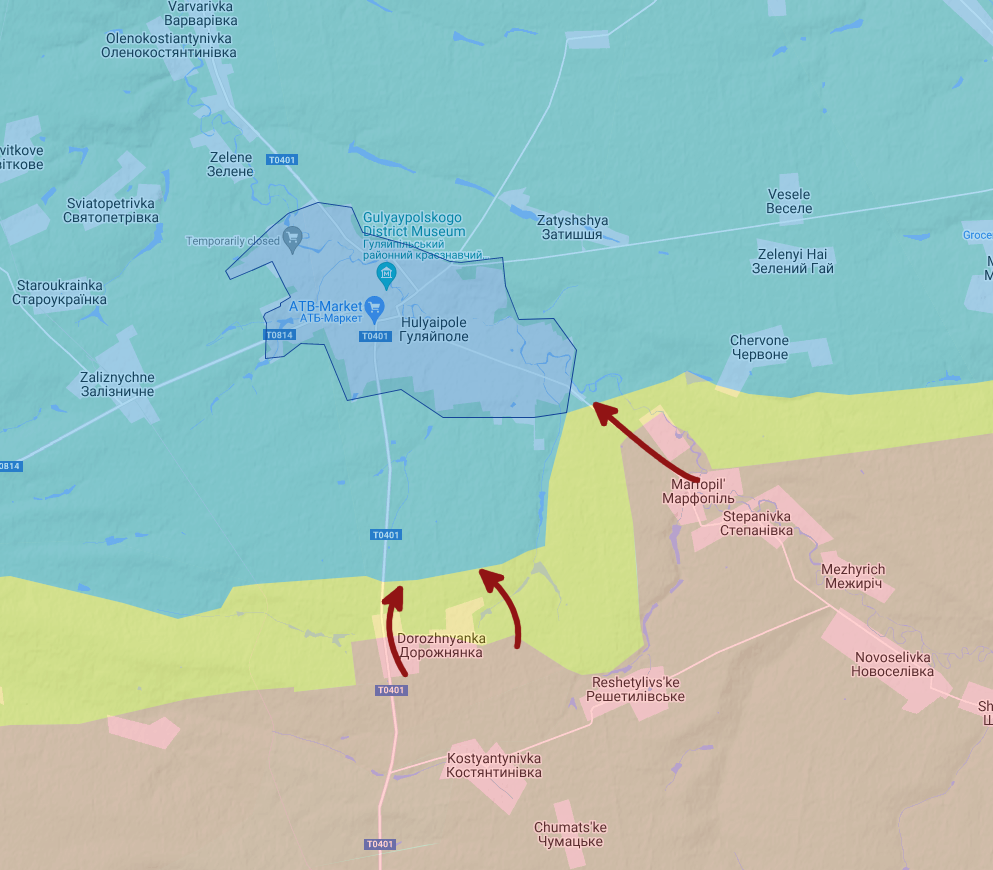 Varvarivka
Варварівка
Olenokostiantynivka
Оленокостянтинівка
vitkove
віткове
Zelene
Зелене
T0401
Sviatopetrivka
Святопетрівка
Temporarily closed
Gulyaypolskogo
District Museum
Гуляйпільський
районний краєзнавчий...
Zatyshshya
Затишшя
Vesele
Веселе
Groce
Zelenyi Hai
Зелений Гай
M
М
Staroukrainka
Староукраїнка
ATB-Market
АТБ-Маркет
T0814
T0401
Hulyaipole
Гуляйполе
Chervone
Червоне
Zaliznychne
Залізничне
0814
Marfopil'
Марфопіль
Stepanivka
Степанівка
T0401
Mezhyrich
Межиріч
Dorozhnyanka
Дорожнянка
Novoselivka
Новоселівка
T0401
Reshetylivs'ke
Решетилівське
Sh
Ш
Kostyantynivka
Костянтинівка
Chumats'ke
Чумацьке
T0401